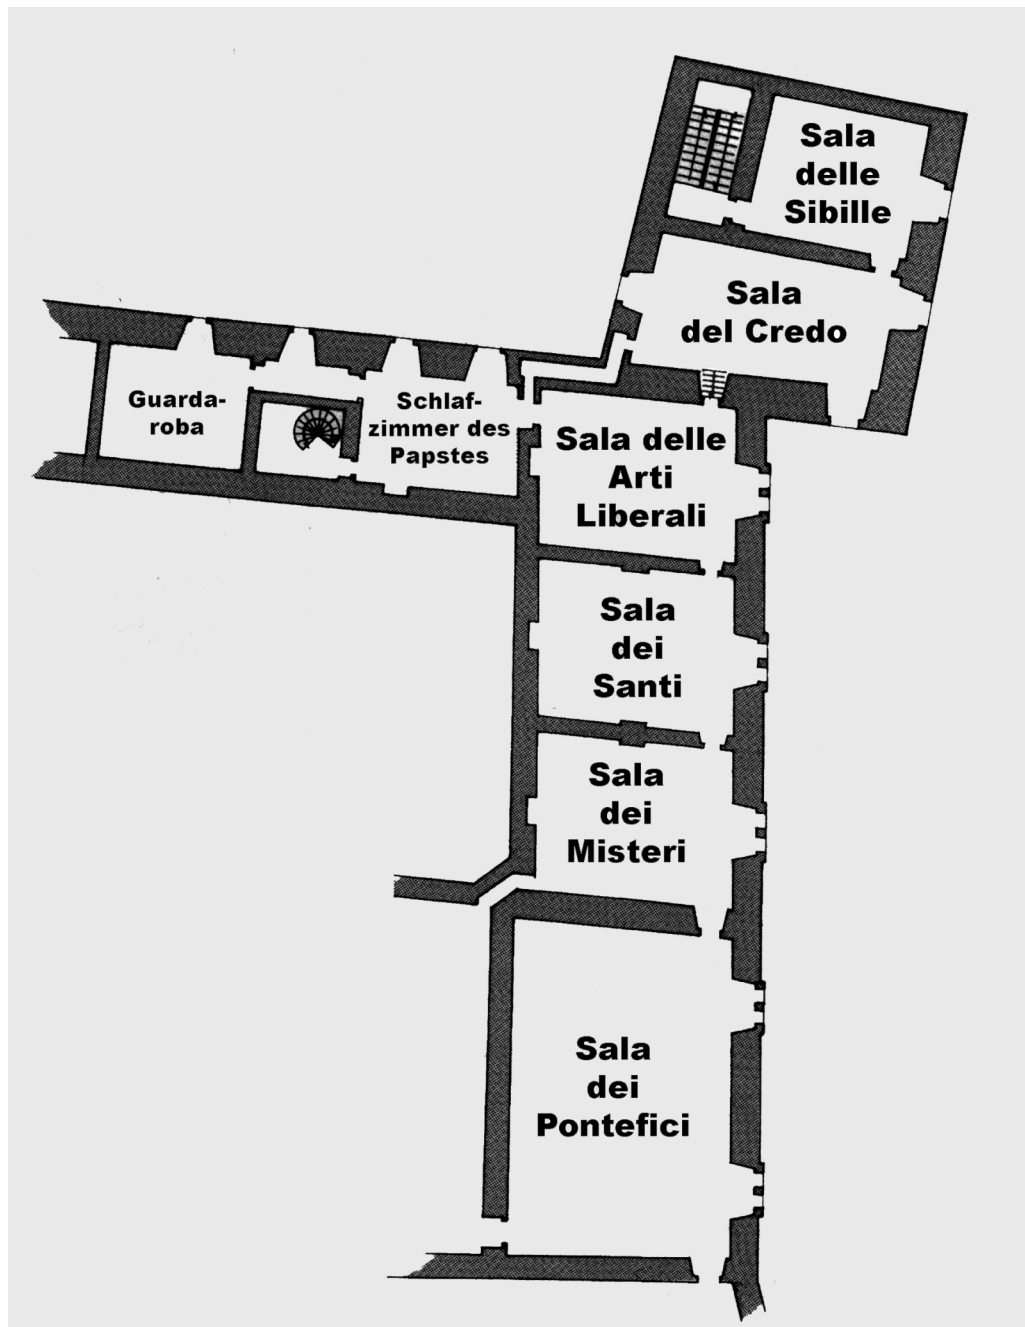 Sala
delle
Sibille
Sala
del Credo
Guarda-
roba
Schlaf-
zimmer des
Papstes
Sala delle
Arti
Liberali
Sala
dei
Santi
Sala
dei
Misteri
Sala
dei
Pontefici